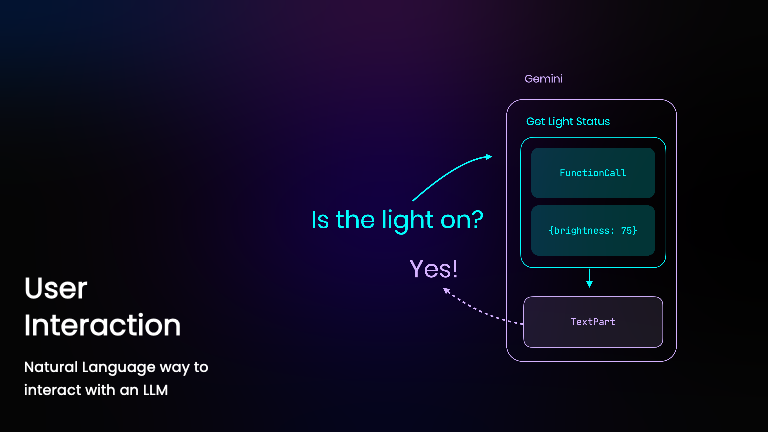 Gemini
Get Light Status
FunctionCall
Is the light on?
{brightness: 75}
Yes!
User
Interaction
TextPart
Natural Language way to
interact with an LLM